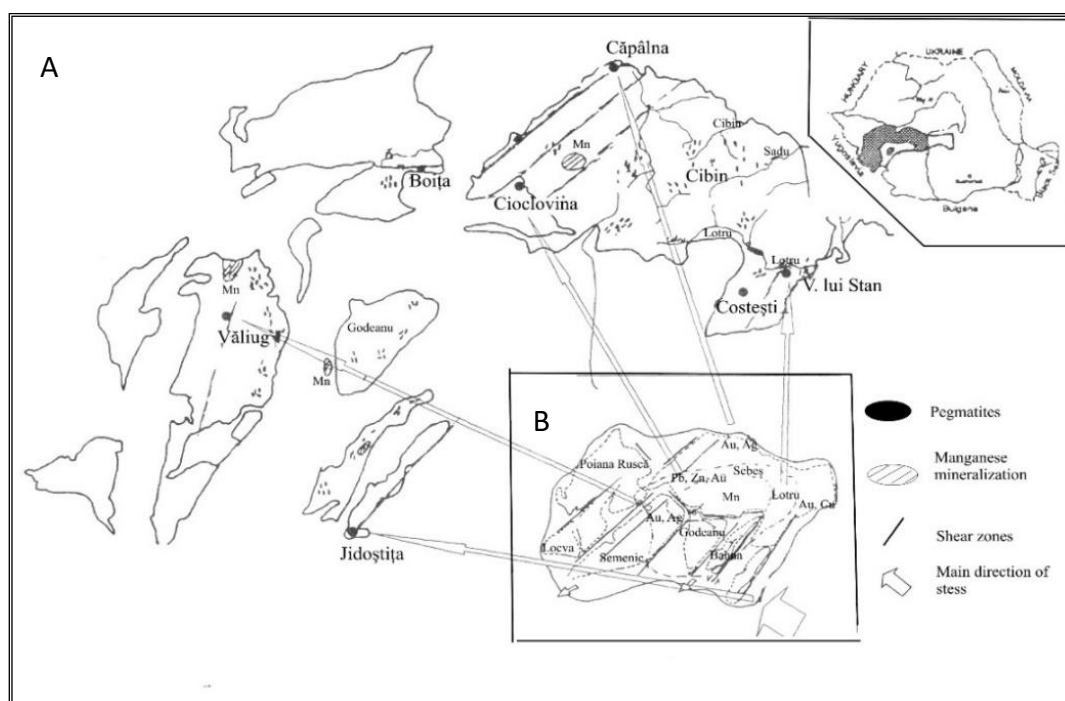 A
Căpâlna
Mn
Cioclovina
Boița
Cibin
Sadu
Cibin
Lotru
Lotru
V. lui Stan
Costești
Mn
Văliug
Godeanu
Mn
Jidoștița
HUNGARY
UKRAINE
MOLDAVIA
Yugoslavia
Bulgaria
B
Poiana Ruscă
Au, Ag
Pb, Zn, Au
Sebeș
Mn
Lotru
Au, Cu
Au, Ag
Godeanu
Locva
Semenic
Pegmatites
Manganese
mineralization
Shear zones
Main direction of
stess